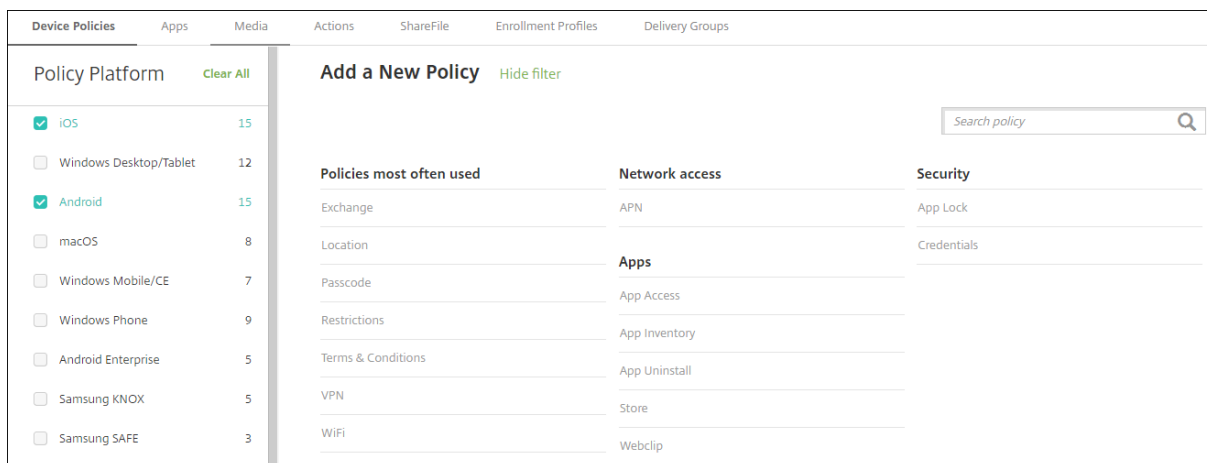 Device Policies Apps Media Actions ShareFile Enrollment Profiles Delivery Groups
Policy Platform Clear All
iOS 15
Windows Desktop/Tablet 12
Android 15
macOS 8
Windows Mobile/CE 7
Windows Phone 9
Android Enterprise 5
Samsung KNOX 5
Samsung SAFE 3
Add a New Policy Hide filter
Search policy
Policies most often used
Exchange
Location
Passcode
Restrictions
Terms & Conditions
VPN
WiFi
Network access
APN
Apps
App Access
App Inventory
App Uninstall
Store
Webclip
Security
App Lock
Credentials